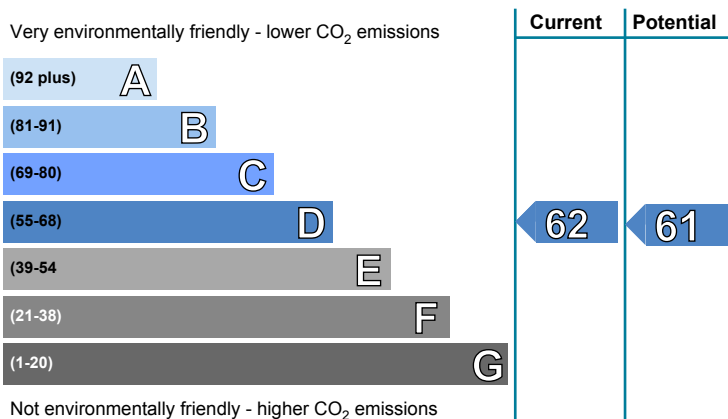 Very environmentally friendly - lower CO2 emissions
Current
Potential
(92 plus) A
(81-91) B
(69-80) C
(55-68) D
62
61
(39-54 E
(21-38) F
(1-20) G
Not environmentally friendly - higher CO2 emissions